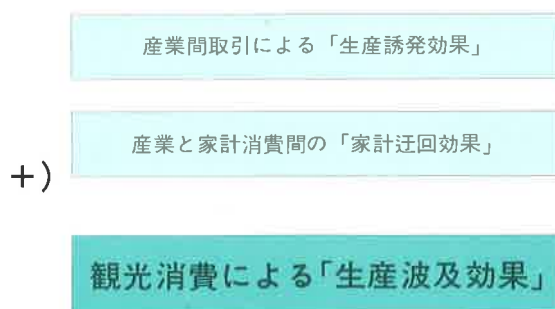 産業間取引による「生産誘発効果」
産業と家計消費間の「家計迂回効果」
+)
観光消費による「生産波及効果」